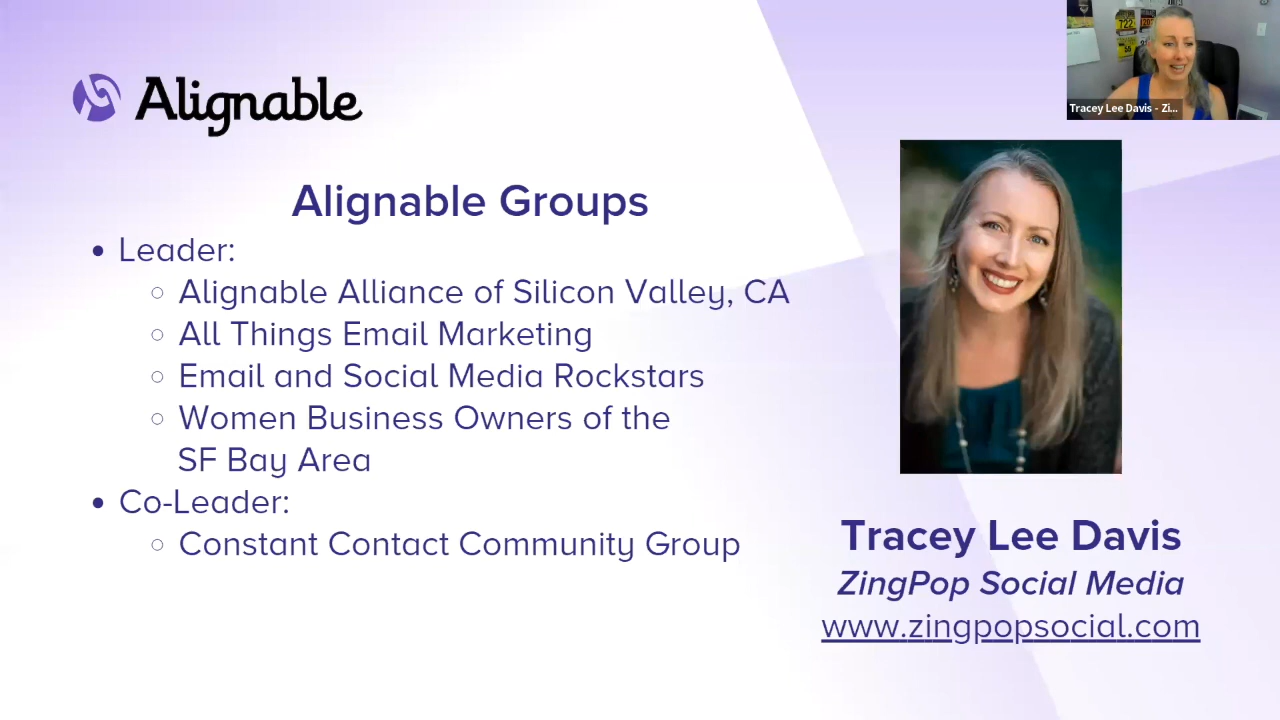 Alignable
Alignable Groups
• Leader:
○ Alignable Alliance of Silicon Valley, CA
○ All Things Email Marketing
○ Email and Social Media Rockstars
○ Women Business Owners of the
SF Bay Area
• Co-Leader:
○ Constant Contact Community Group
722
Tracey Lee Davis - Zi...
Tracey Lee Davis
ZingPop Social Media
www.zingpopsocial.com